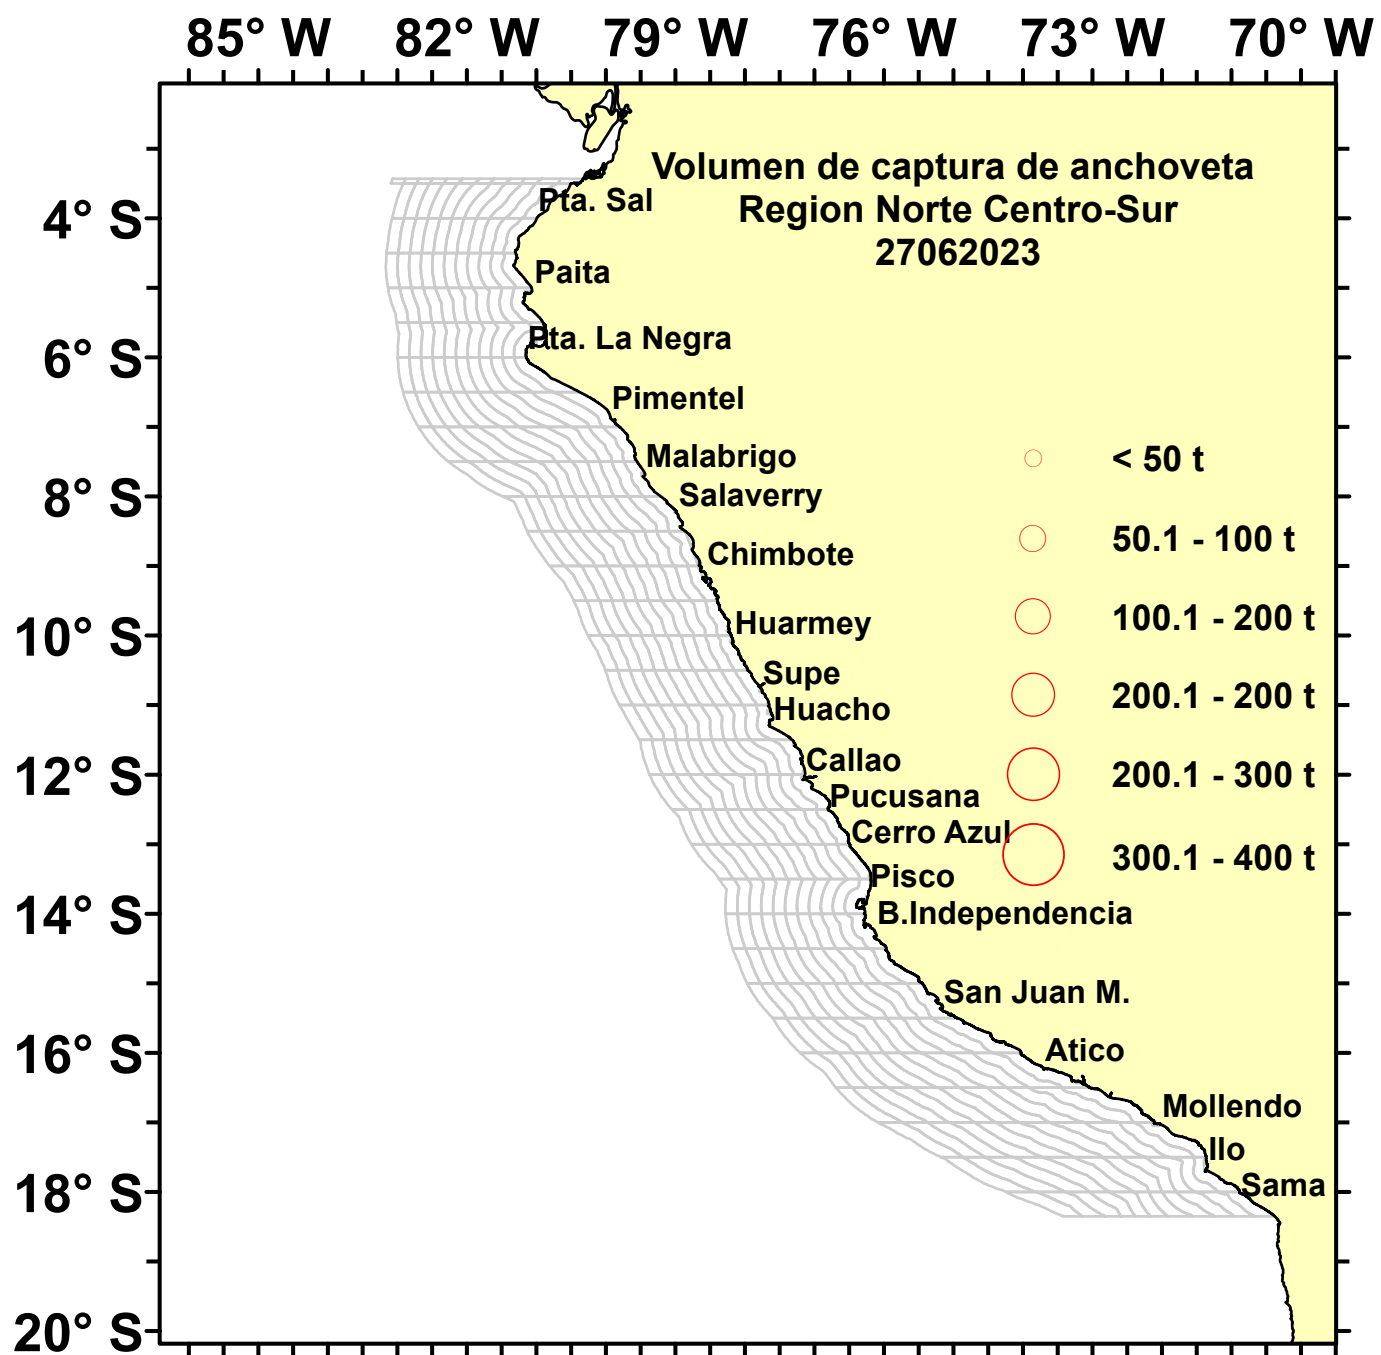 85° W 82° W 79° W 76° W 73° W 70° W
Volumen de captura de anchoveta
Region Norte Centro-Sur
27062023
4° S
6° S
8° S
10° S
12° S
14° S
16° S
18° S
20° S
Pta. Sal
Paita
Pta. La Negra
Pimentel
Malabrigo
Salaverry
Chimbote
Huarmey
Supe
Huacho
Callao
Pucusana
Cerro Azul
Pisco
B.Independencia
San Juan M.
Atico
Mollendo
Ilo
Sama
< 50 t
50.1 - 100 t
100.1 - 200 t
200.1 - 200 t
200.1 - 300 t
300.1 - 400 t